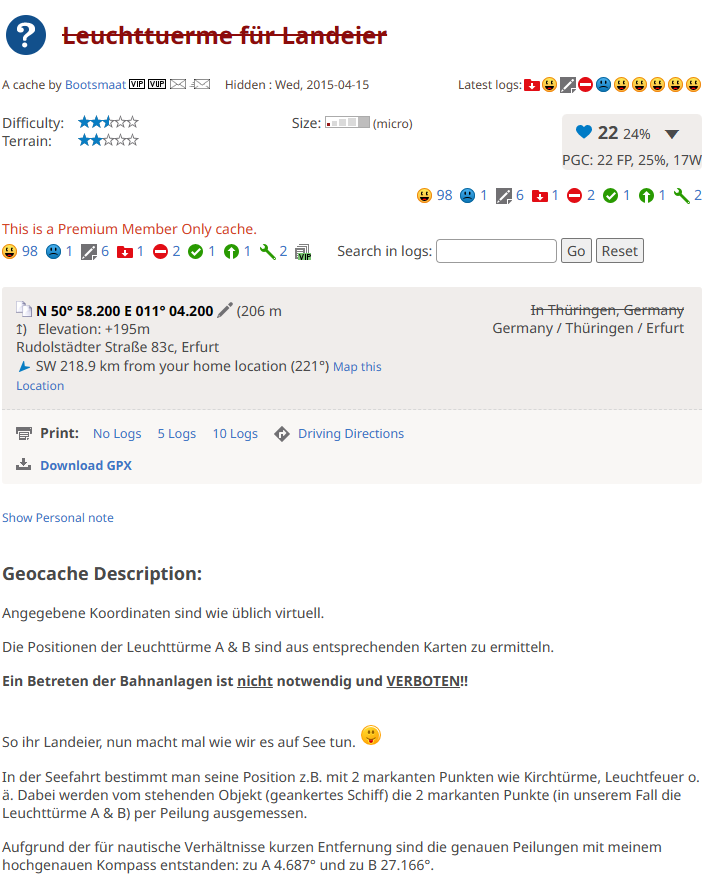 Leuchttuerme für Landeier
A cache by Bootsmaat VIP VUP Hidden : Wed, 2015-04-15 Latest logs:
Difficulty:
Size: (micro)
22 24%
Terrain:
PGC: 22 FP, 25%, 17W
98 1 6 1 2 1 1 2
This is a Premium Member Only cache.
98 1 6 1 2 1 1 2 VIP Search in logs: Go Reset
N 50° 58.200 E 011° 04.200 (206 m
In Thüringen, Germany
↥) Elevation: +195m
Germany / Thüringen / Erfurt
Rudolstädter Straße 83c, Erfurt
SW 218.9 km from your home location (221°) Map this
Location
Print: No Logs 5 Logs 10 Logs Driving Directions
Download GPX
Show Personal note
Geocache Description:
Angegebene Koordinaten sind wie üblich virtuell.
Die Positionen der Leuchttürme A & B sind aus entsprechenden Karten zu ermitteln.
Ein Betreten der Bahnanlagen ist nicht notwendig und VERBOTEN!!
So ihr Landeier, nun macht mal wie wir es auf See tun.
In der Seefahrt bestimmt man seine Position z.B. mit 2 markanten Punkten wie Kirchtürme, Leuchtfeuer o.
ä. Dabei werden vom stehenden Objekt (geankertes Schiff) die 2 markanten Punkte (in unserem Fall die
Leuchttürme A & B) per Peilung ausgemessen.
Aufgrund der für nautische Verhältnisse kurzen Entfernung sind die genauen Peilungen mit meinem
hochgenauen Kompass entstanden: zu A 4.687° und zu B 27.166°.